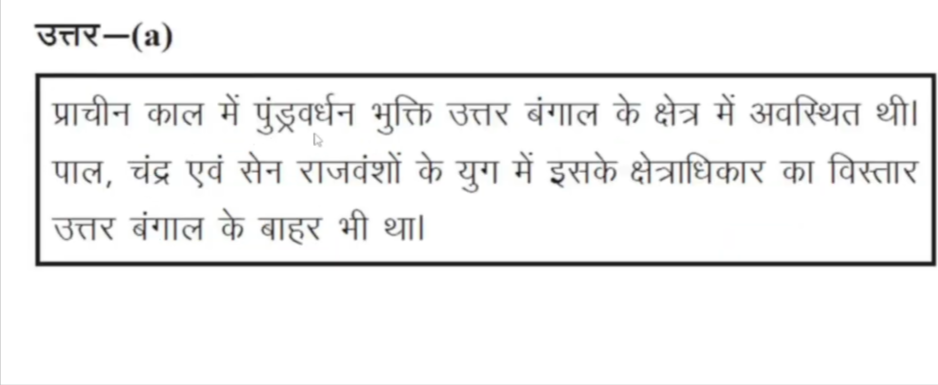 उत्तर—(a)
प्राचीन काल में पुंड्रवर्धन भुक्ति उत्तर बंगाल के क्षेत्र में अवस्थित थी।
पाल, चंद्र एवं सेन राजवंशों के युग में इसके क्षेत्राधिकार का विस्तार
उत्तर बंगाल के बाहर भी था।